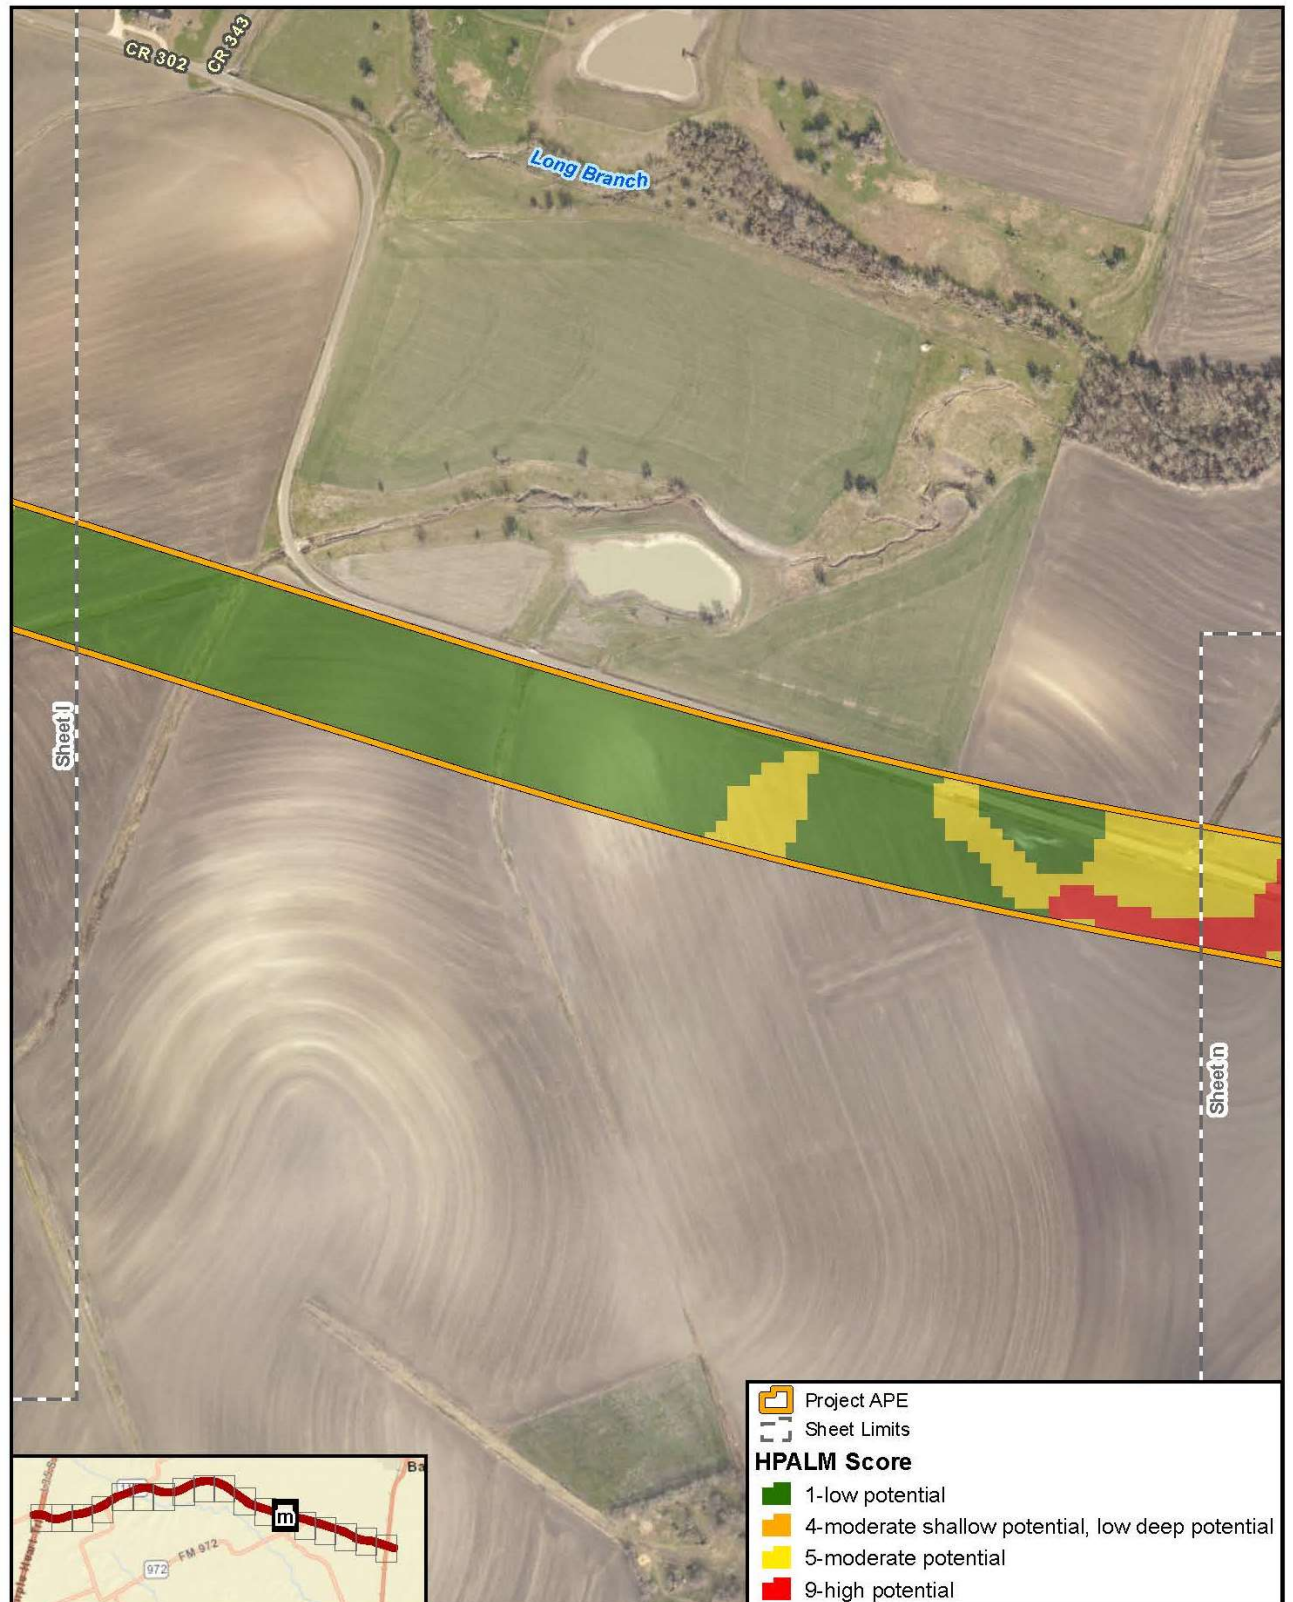 CR 302
CR 343
Long Branch
Sheet l
Sheet n
Project APE
Sheet Limits
HPALM Score
1-low potential
4-moderate shallow potential, low deep potential
5-moderate potential
9-high potential
Ba
m
FM 972
972